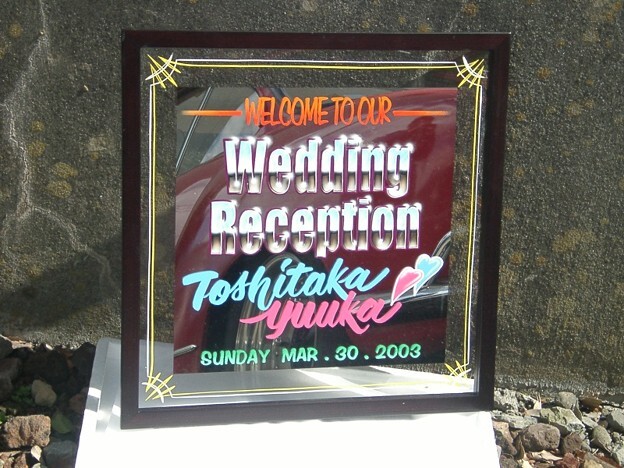 WELCOME TO OUR
Wedding
Reception
Toshitaka
yuuka
SUNDAY MAR . 30 . 2003